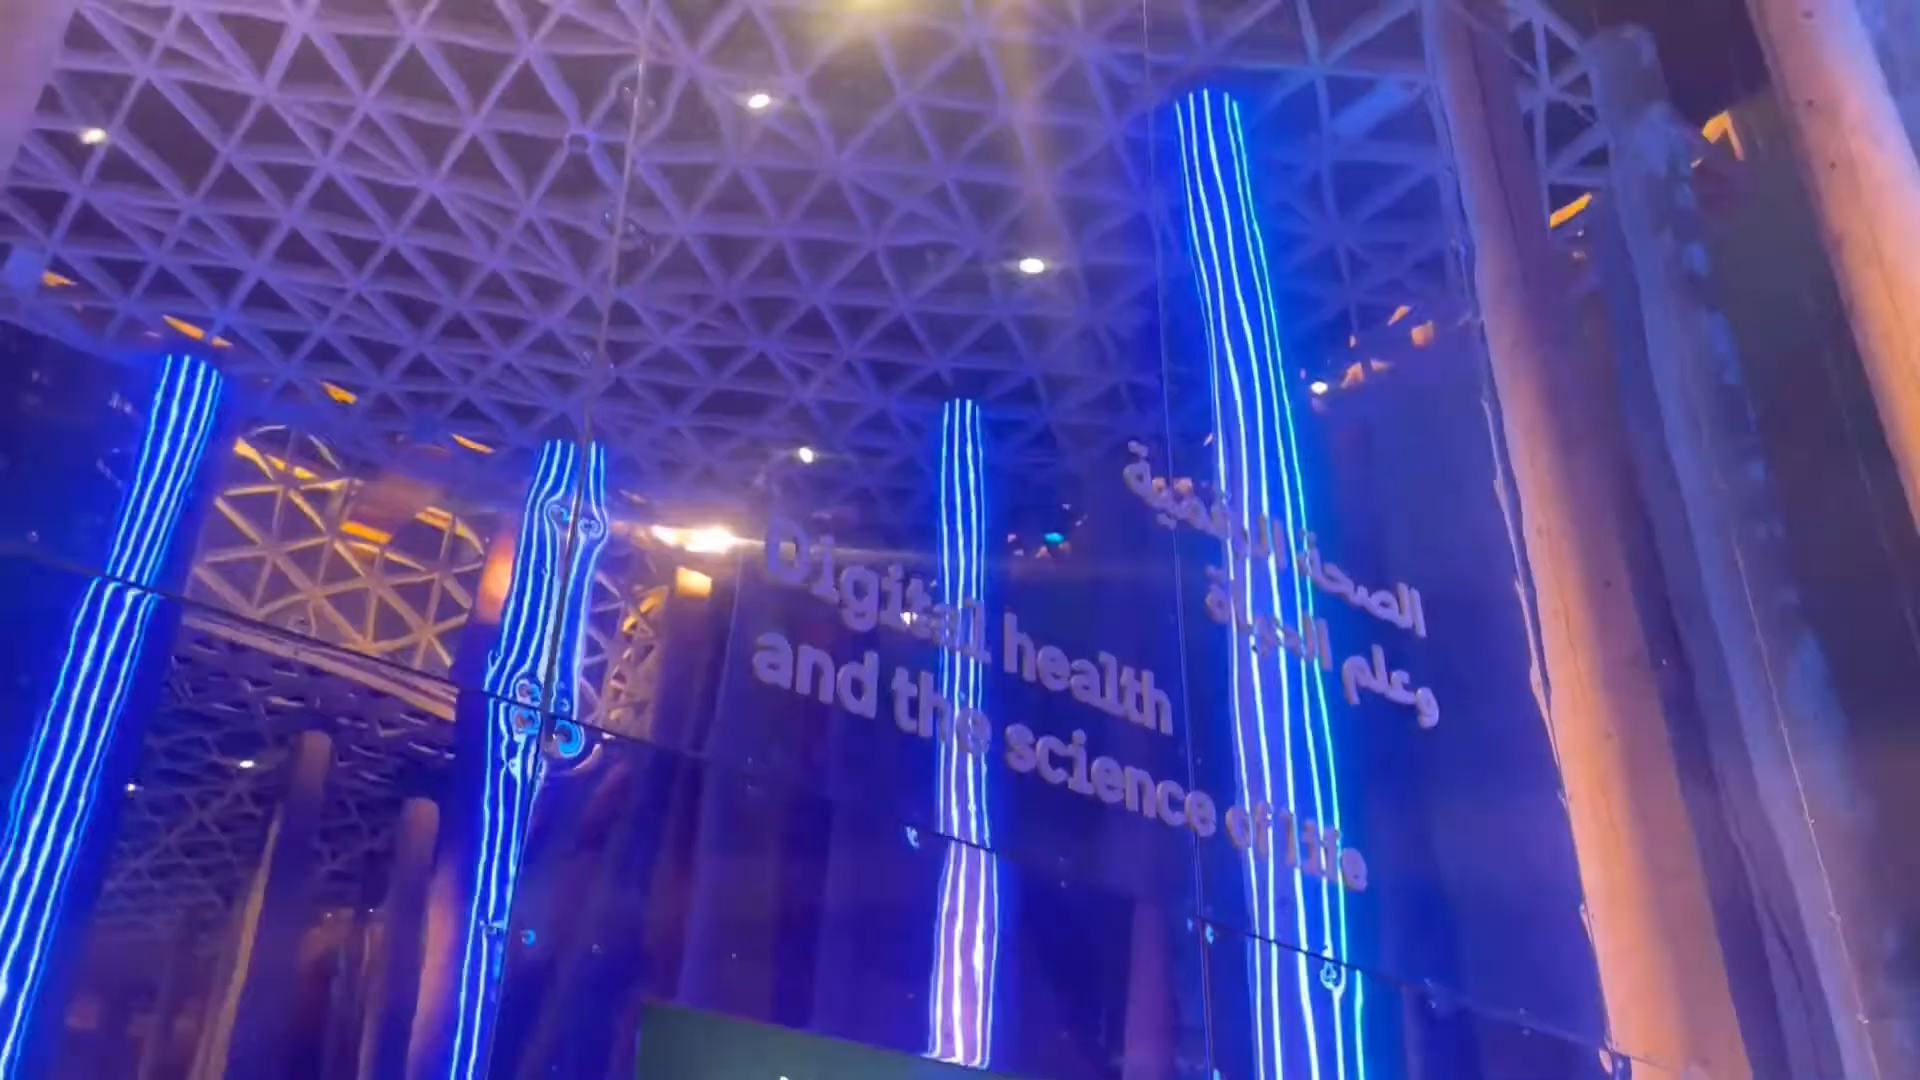 الصحة الرقمية
وعلم الحياة
Digital health
and the science of life